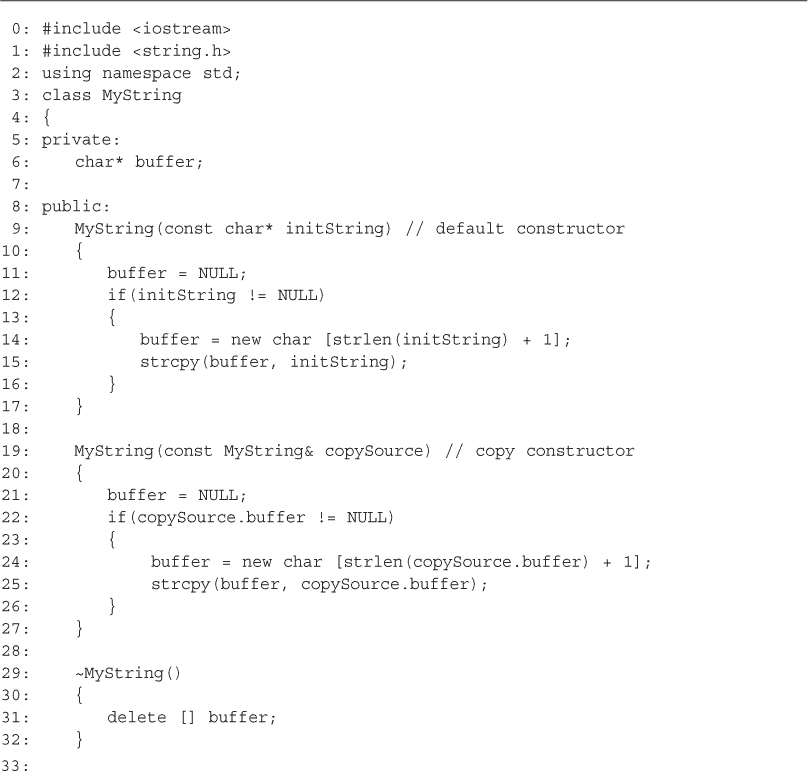 0: #include <iostream>
1: #include <string.h>
2: using namespace std;
3: class MyString
4: {
5: private:
6:    char* buffer;
7:
8: public:
9:    MyString(const char* initString) // default constructor
10:    {
11:       buffer = NULL;
12:       if(initString != NULL)
13:       {
14:          buffer = new char [strlen(initString) + 1];
15:          strcpy(buffer, initString);
16:       }
17:    }
18:
19:    MyString(const MyString& copySource) // copy constructor
20:    {
21:       buffer = NULL;
22:       if(copySource.buffer != NULL)
23:       {
24:           buffer = new char [strlen(copySource.buffer) + 1];
25:           strcpy(buffer, copySource.buffer);
26:       }
27:    }
28:
29:    ~MyString()
30:    {
31:       delete [] buffer;
32:    }
33: